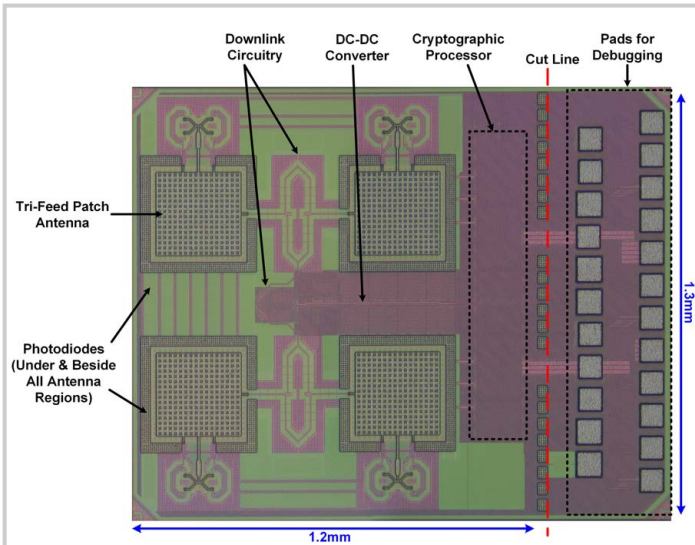 Downlink
Circuitry
DC-DC
Converter
Cryptographic
Processor
Cut Line
Pads for
Debugging
Tri-Feed Patch
Antenna
Photodiodes
(Under & Beside
All Antenna
Regions)
1.3mm
1.2mm